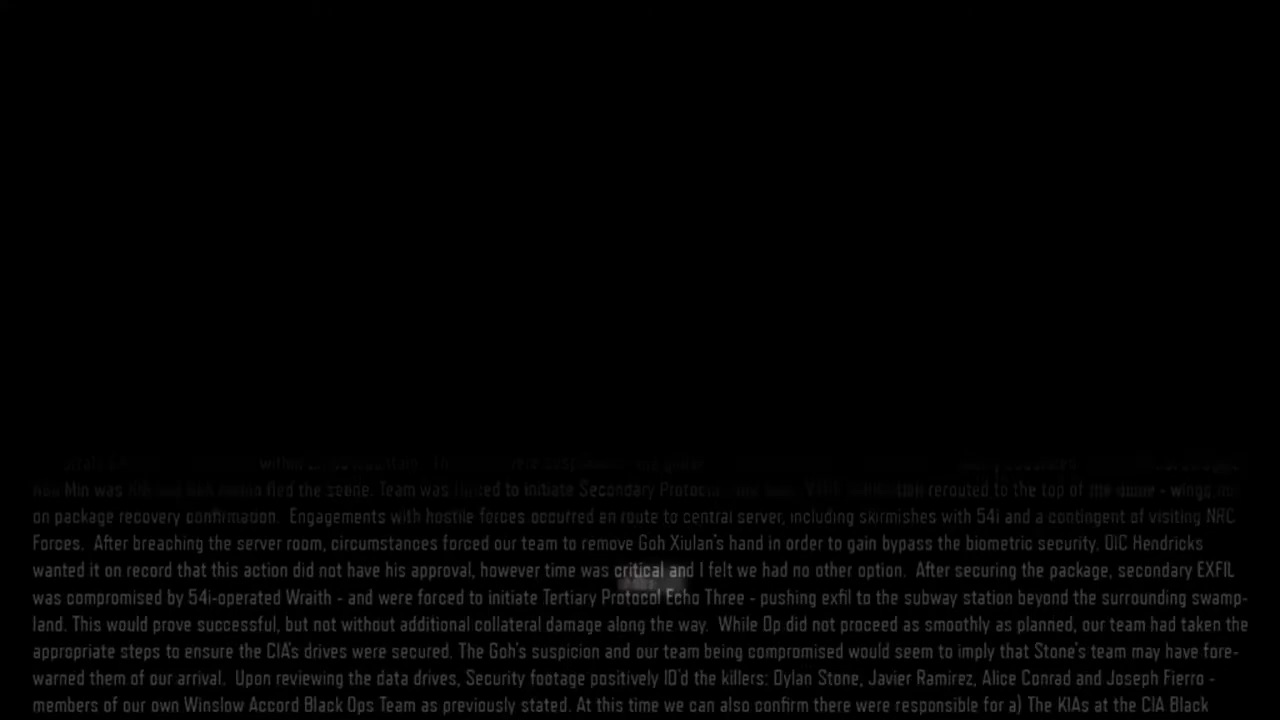 within
Min was fled the scene. Team was forced to initiate Secondary rerouted to the top of the dome - wings
on package recovery confirmation. Engagements with hostile forces occurred en route to central server, including skirmishes with 54i and a contingent of visiting NRC
Forces. After breaching the server room, circumstances forced our team to remove Goh Xiulan's hand in order to gain bypass the biometric security. OIC Hendricks
wanted it on record that this action did not have his approval, however time was critical and I felt we had no other option. After securing the package, secondary EXFIL
was compromised by 54i-operated Wraith - and were forced to initiate Tertiary Protocol Echo Three - pushing exfil to the subway station beyond the surrounding swamp-
land. This would prove successful, but not without additional collateral damage along the way. While Op did not proceed as smoothly as planned, our team had taken the
appropriate steps to ensure the CIA's drives were secured. The Goh's suspicion and our team being compromised would seem to imply that Stone's team may have fore-
warned them of our arrival. Upon reviewing the data drives, Security footage positively ID'd the killers: Dylan Stone, Javier Ramirez, Alice Conrad and Joseph Fierro -
members of our own Winslow Accord Black Ops Team as previously stated. At this time we can also confirm there were responsible for a) The KIAs at the CIA Black